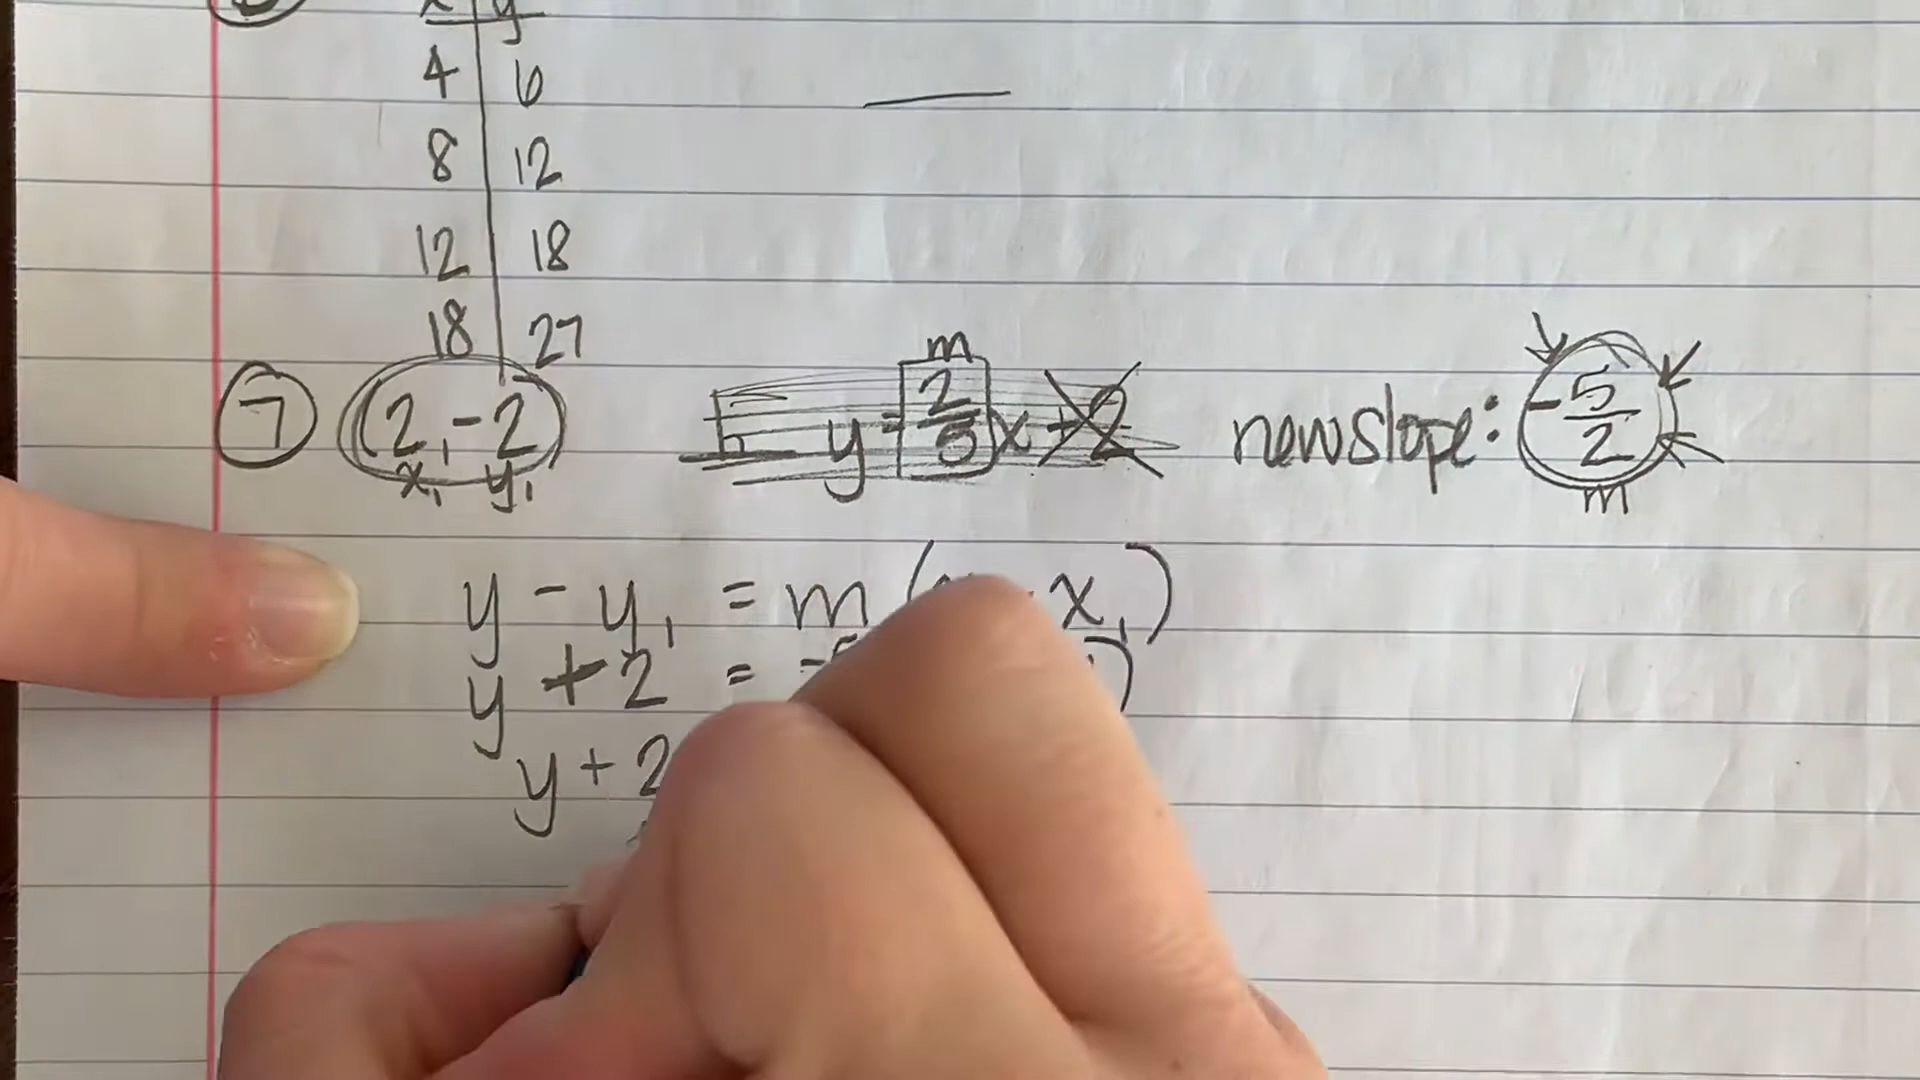 x y
4 6
8 12
12 18
18 27
7 (2, -2) y = 2/5 x + 2 new slope: -5/2
x₁ y₁ m m
y - y₁ = m ( x₁)
y + 2 = - )
y + 2